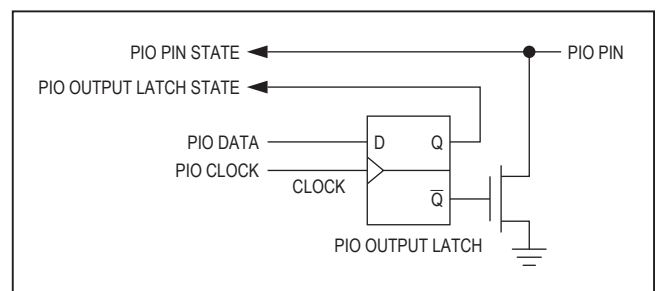 PIO PIN STATE
PIO PIN
PIO OUTPUT LATCH STATE
PIO DATA
D
Q
PIO CLOCK
CLOCK
Q̅
PIO OUTPUT LATCH